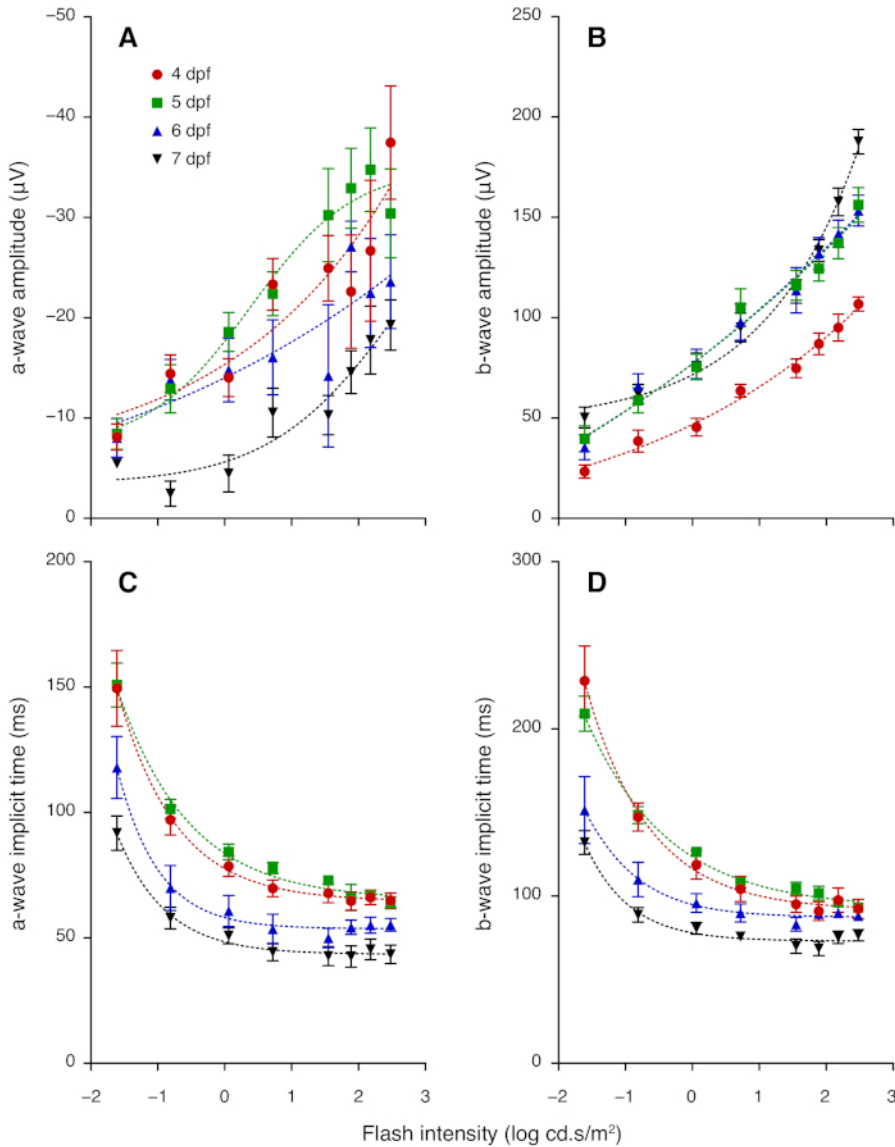 A
4 dpf
5 dpf
6 dpf
7 dpf
a-wave amplitude (µV)
−50
−40
−30
−20
−10
0
B
b-wave amplitude (µV)
250
200
150
100
50
0
−2 −1 0 1 2 3
−2 −1 0 1 2 3
C
a-wave implicit time (ms)
200
150
100
50
0
D
b-wave implicit time (ms)
300
200
100
0
Flash intensity (log cd.s/m²)